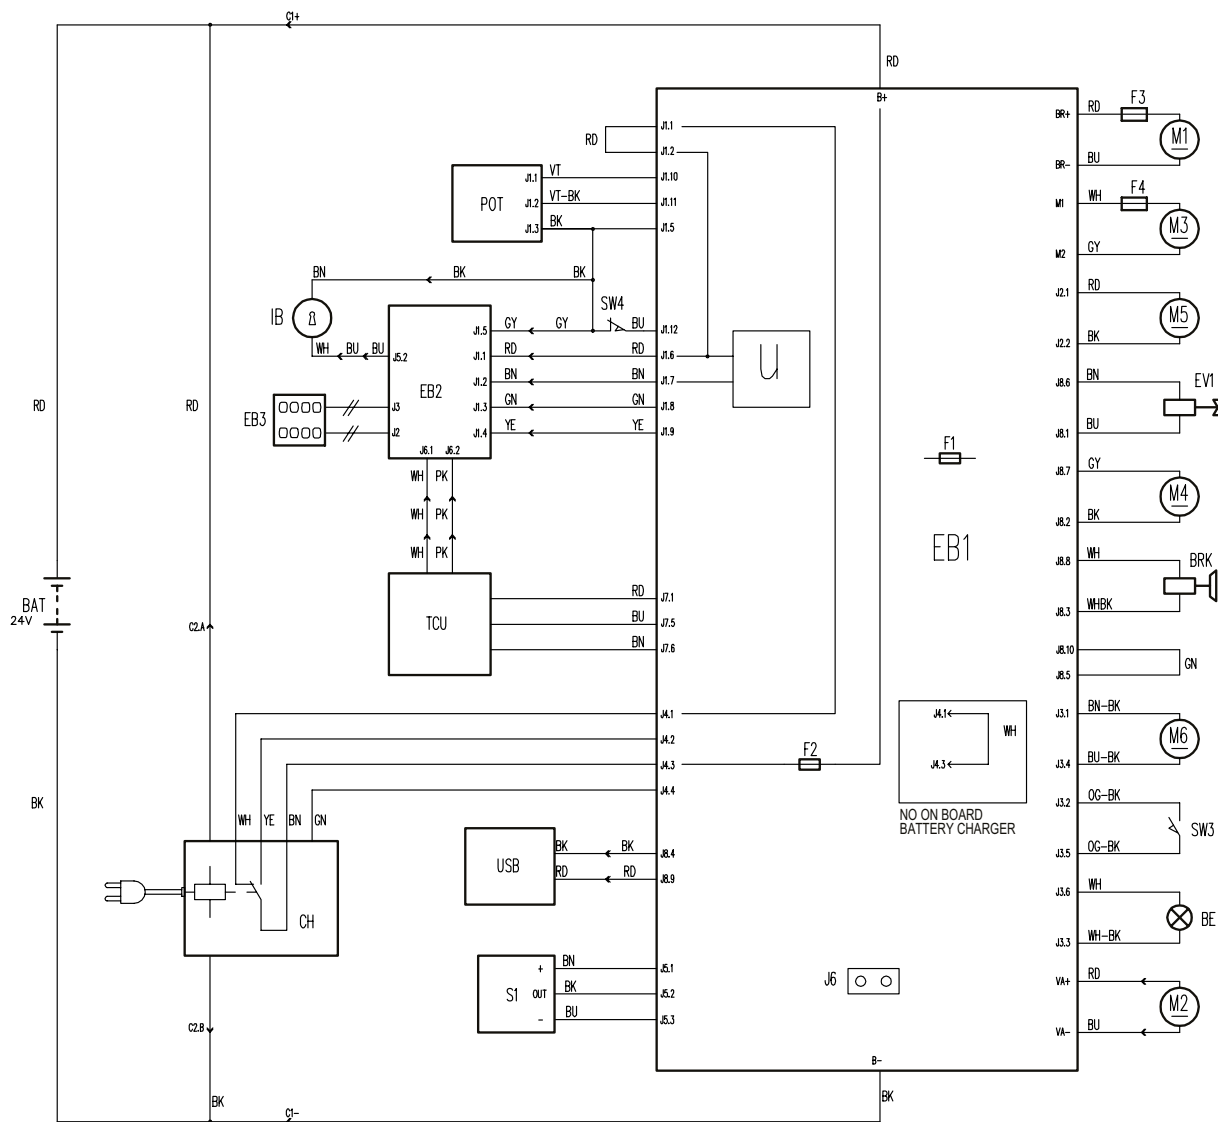 C1+
RD
B+
BR+ RD F3
M1
BR- BU
J1.1
RD
J1.2
POT
J1.1 VT J1.10
J1.2 VT-BK J1.11
J1.3 BK J1.5
M1 WH F4
M3
M2 GY
BN BK BK
IB
SW4
J1.5 GY GY BU J1.12
WH BU BU J5.2
J1.1 RD RD J1.6
J1.2 BN BN J1.7
J1.3 GN GN J1.8
J1.4 YE YE J1.9
EB2
U
J2.1 RD
M5
J2.2 BK
J8.6 BN
EV1
J8.1 BU
RD
RD
EB3
J3
J2
J6.1 J6.2
WH PK
WH PK
WH PK
F1
EB1
J8.7 GY
M4
J8.2 BK
J8.8 WH
BRK
J8.3 WHBK
BAT
24V
C2.A
TCU
RD J7.1
BU J7.5
BN J7.6
J8.10
GN
J8.5
J4.1
J4.2
J4.3
J4.4
F2
J4.1
WH
J4.3
NO ON BOARD
BATTERY CHARGER
J3.1 BN-BK
M6
J3.4 BU-BK
J3.2 OG-BK
SW3
J3.5 OG-BK
BK
WH YE BN GN
CH
USB
BK BK J8.4
RD RD J8.9
J3.6 WH
BE
J3.3 WH-BK
S1
+ BN J5.1
OUT BK J5.2
- BU J5.3
J6
VA+ RD
M2
VA- BU
C2.B
B-
BK
BK
C1-